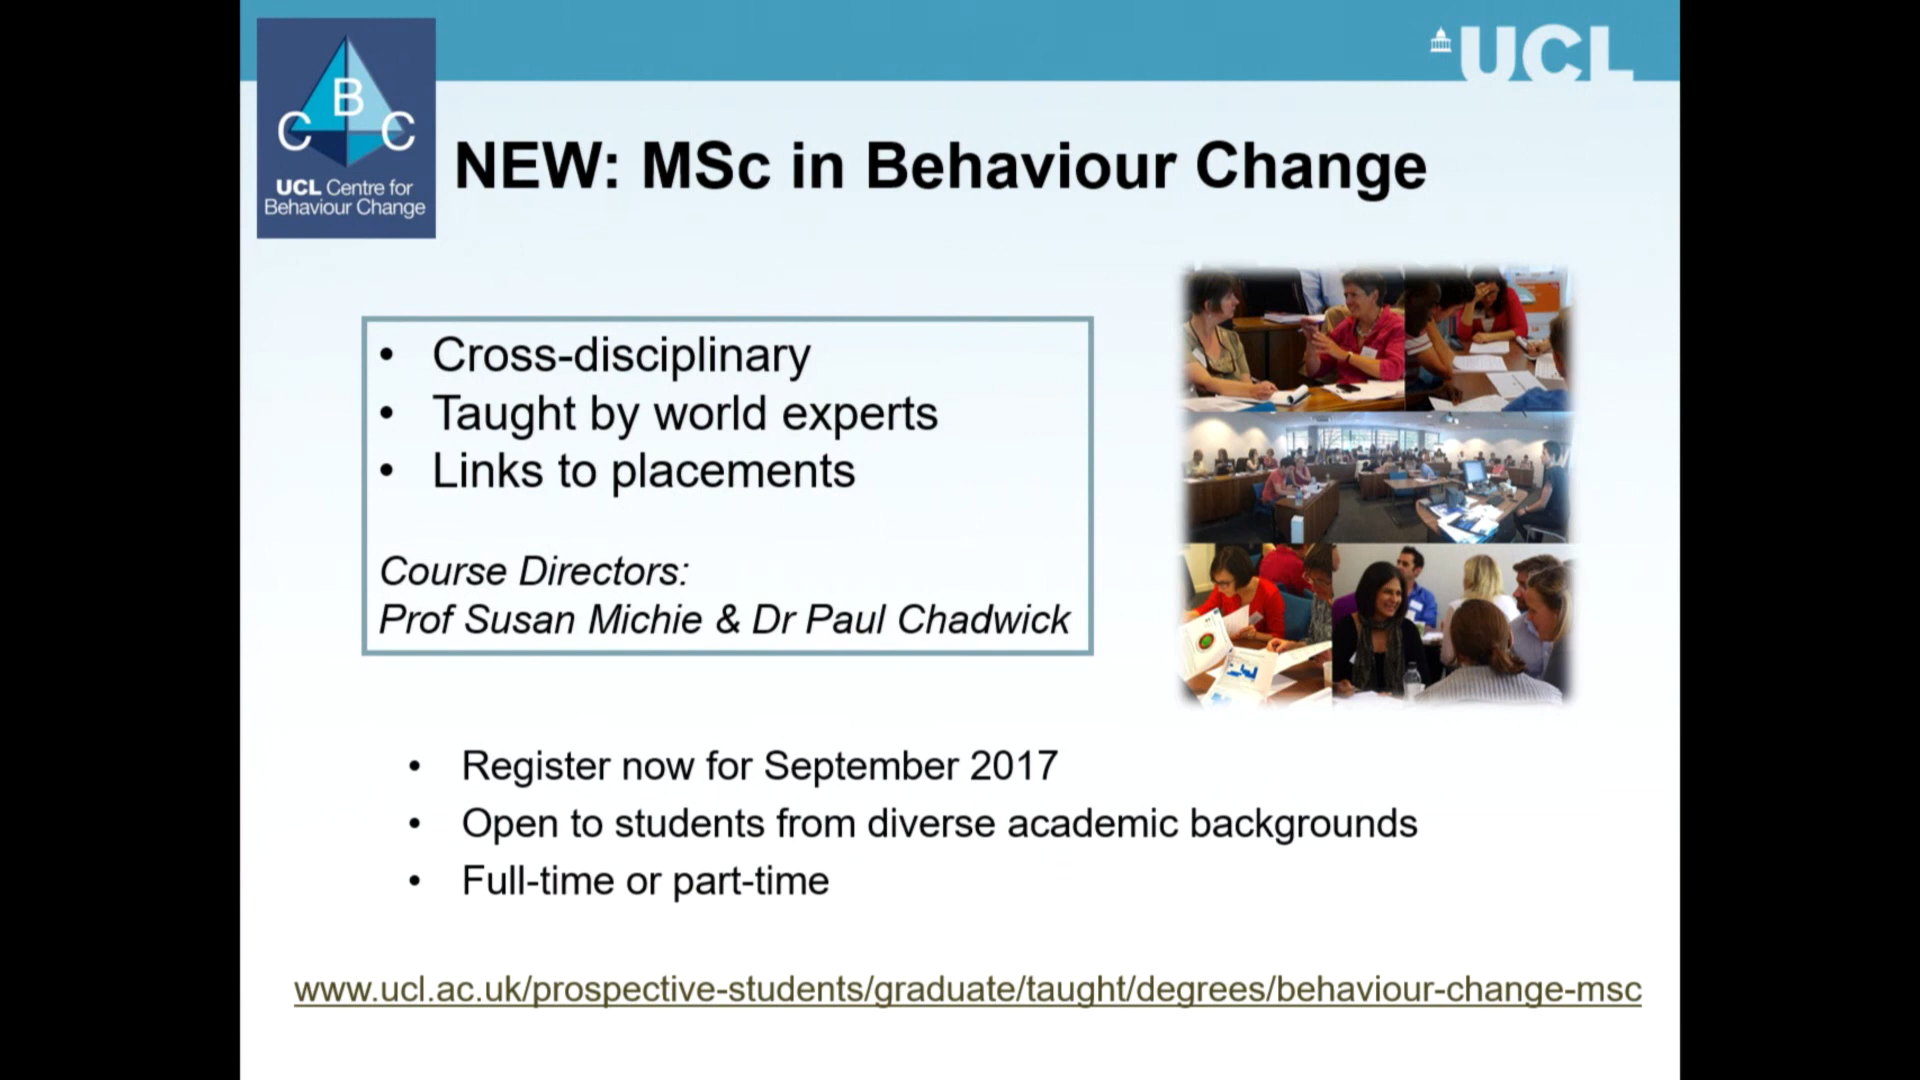 UCL
C B C
UCL Centre for
Behaviour Change
NEW: MSc in Behaviour Change
• Cross-disciplinary
• Taught by world experts
• Links to placements
Course Directors:
Prof Susan Michie & Dr Paul Chadwick
• Register now for September 2017
• Open to students from diverse academic backgrounds
• Full-time or part-time
www.ucl.ac.uk/prospective-students/graduate/taught/degrees/behaviour-change-msc